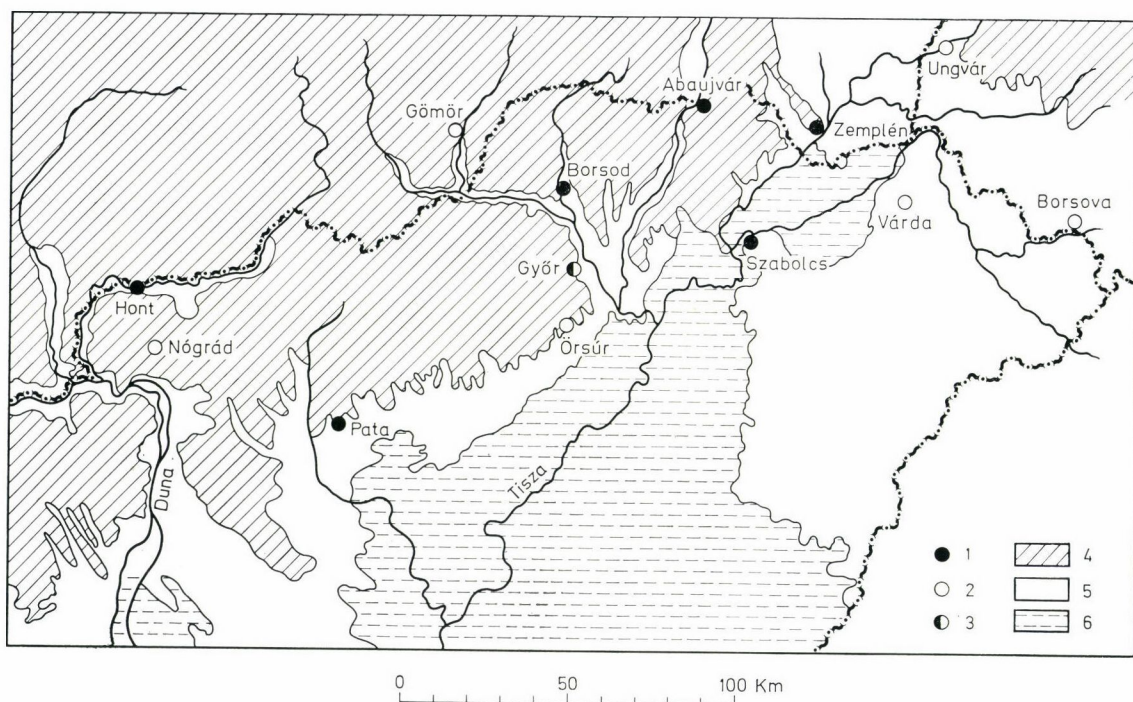 Ungvár
Abaujvár
Gömör
Zemplén
Borsod
Várda
Borsova
Szabolcs
Győr
Hont
Nógrád
Örsúr
Pata
Duna
Tisza
1 4
2 5
3 6
0 50 100 Km